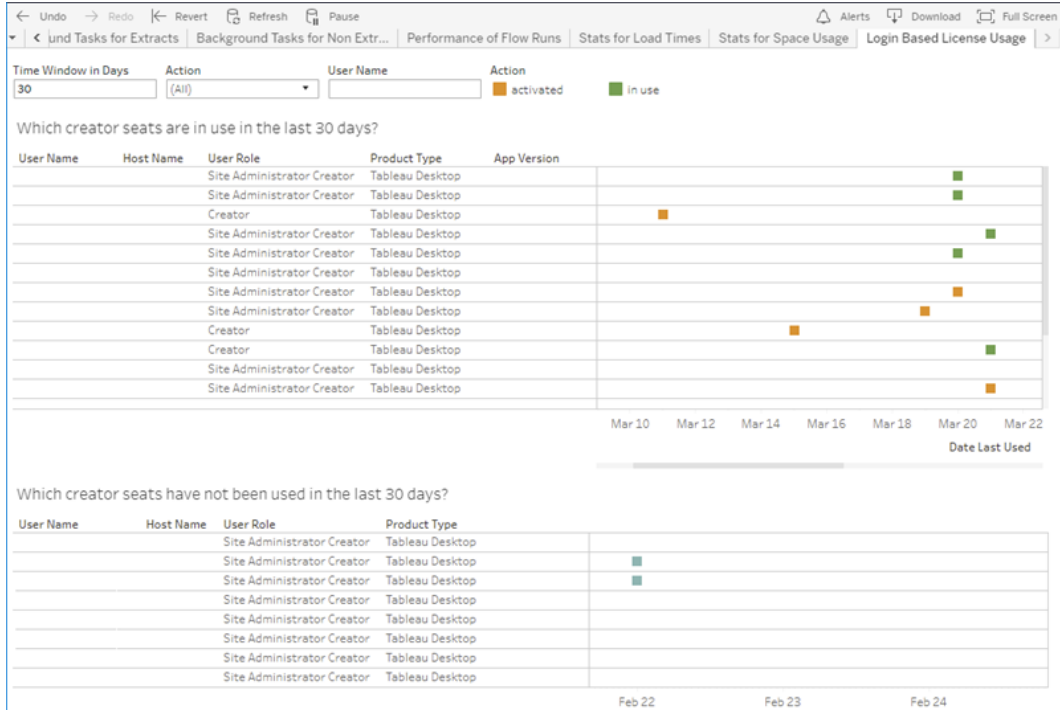 Undo Redo Revert Refresh Pause Alerts Download Full Screen
und Tasks for Extracts Background Tasks for Non Extr... Performance of Flow Runs Stats for Load Times Stats for Space Usage Login Based License Usage
Time Window in Days Action User Name Action
30 (All) activated in use
Which creator seats are in use in the last 30 days?
User Name Host Name User Role Product Type App Version
Site Administrator Creator Tableau Desktop
Site Administrator Creator Tableau Desktop
Creator Tableau Desktop
Site Administrator Creator Tableau Desktop
Site Administrator Creator Tableau Desktop
Site Administrator Creator Tableau Desktop
Site Administrator Creator Tableau Desktop
Site Administrator Creator Tableau Desktop
Creator Tableau Desktop
Creator Tableau Desktop
Site Administrator Creator Tableau Desktop
Site Administrator Creator Tableau Desktop
Mar 10 Mar 12 Mar 14 Mar 16 Mar 18 Mar 20 Mar 22
Date Last Used
Which creator seats have not been used in the last 30 days?
User Name Host Name User Role Product Type
Site Administrator Creator Tableau Desktop
Site Administrator Creator Tableau Desktop
Site Administrator Creator Tableau Desktop
Site Administrator Creator Tableau Desktop
Site Administrator Creator Tableau Desktop
Site Administrator Creator Tableau Desktop
Site Administrator Creator Tableau Desktop
Site Administrator Creator Tableau Desktop
Feb 22 Feb 23 Feb 24